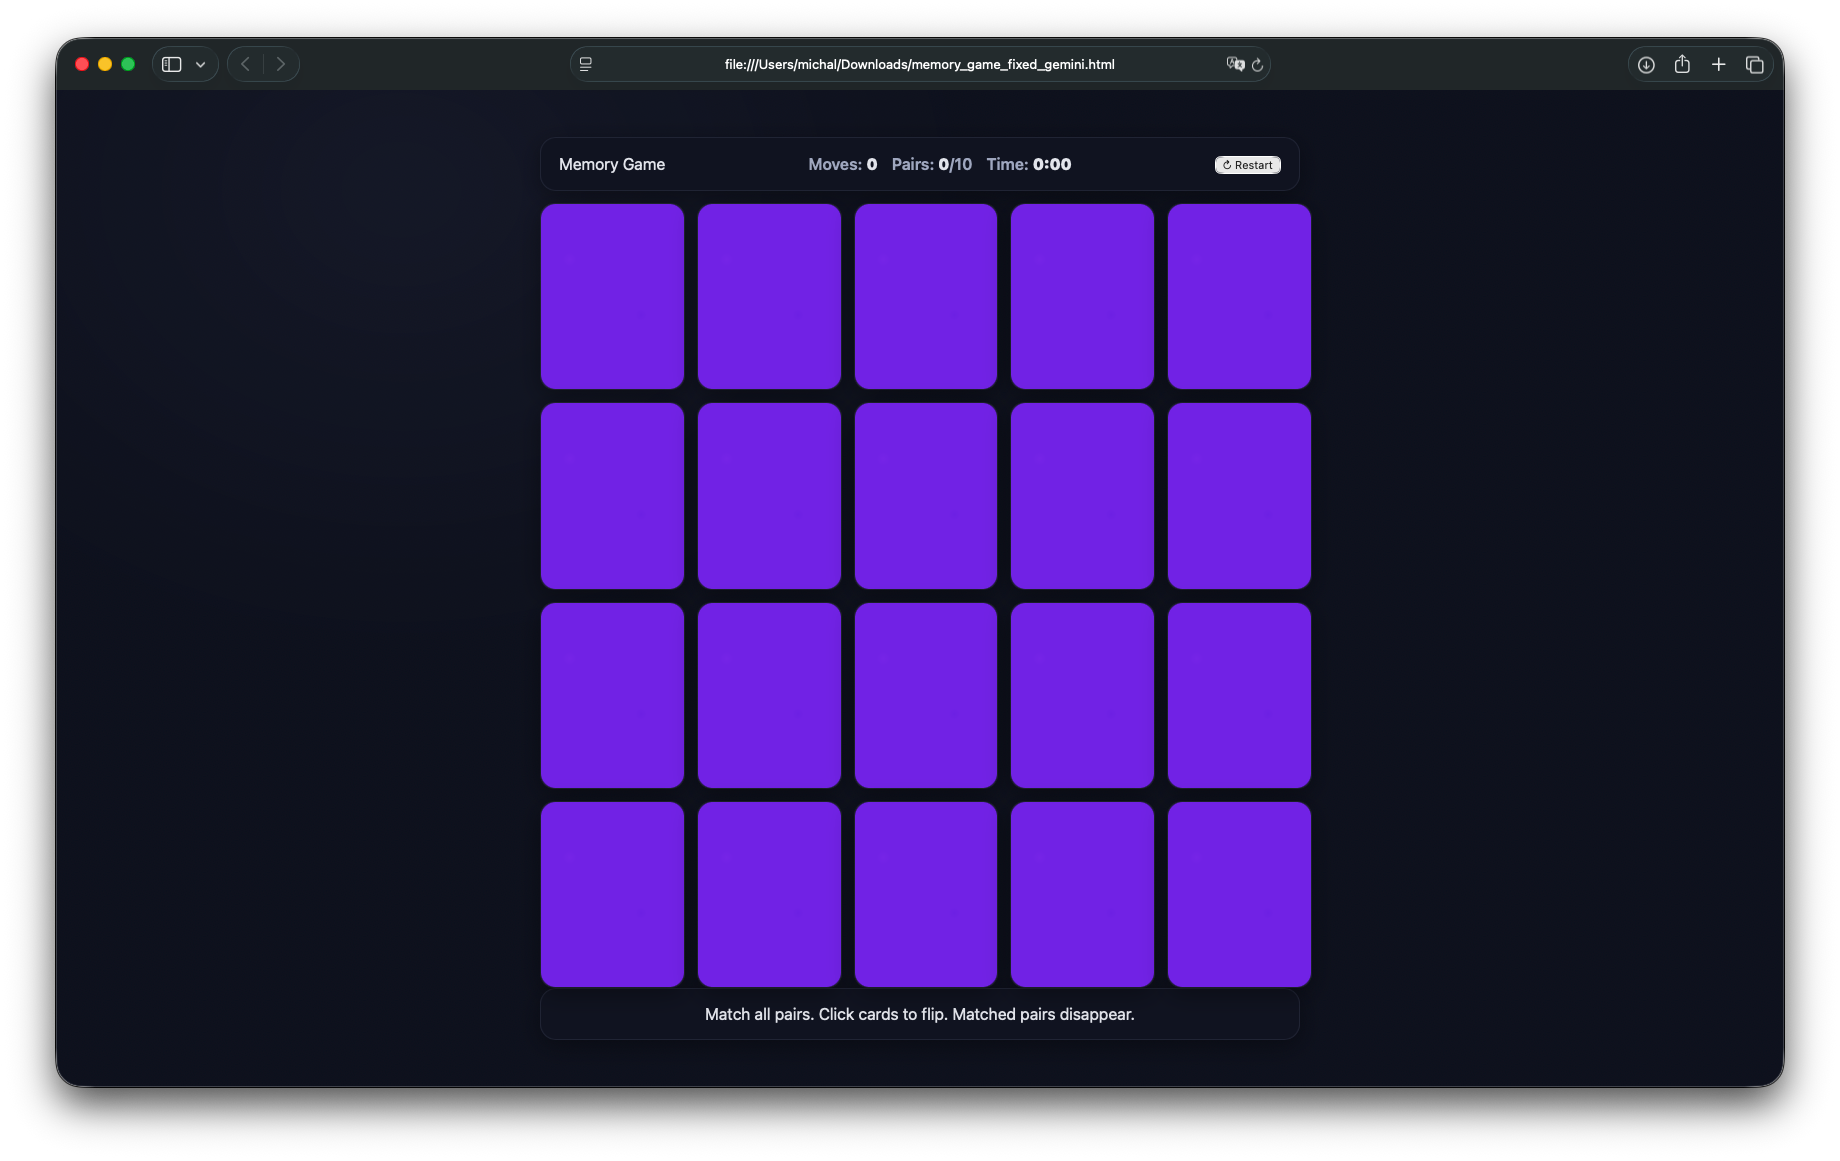 file:///Users/michal/Downloads/memory_game_fixed_gemini.html
Memory Game
Moves: 0 Pairs: 0/10 Time: 0:00
↻ Restart
Match all pairs. Click cards to flip. Matched pairs disappear.